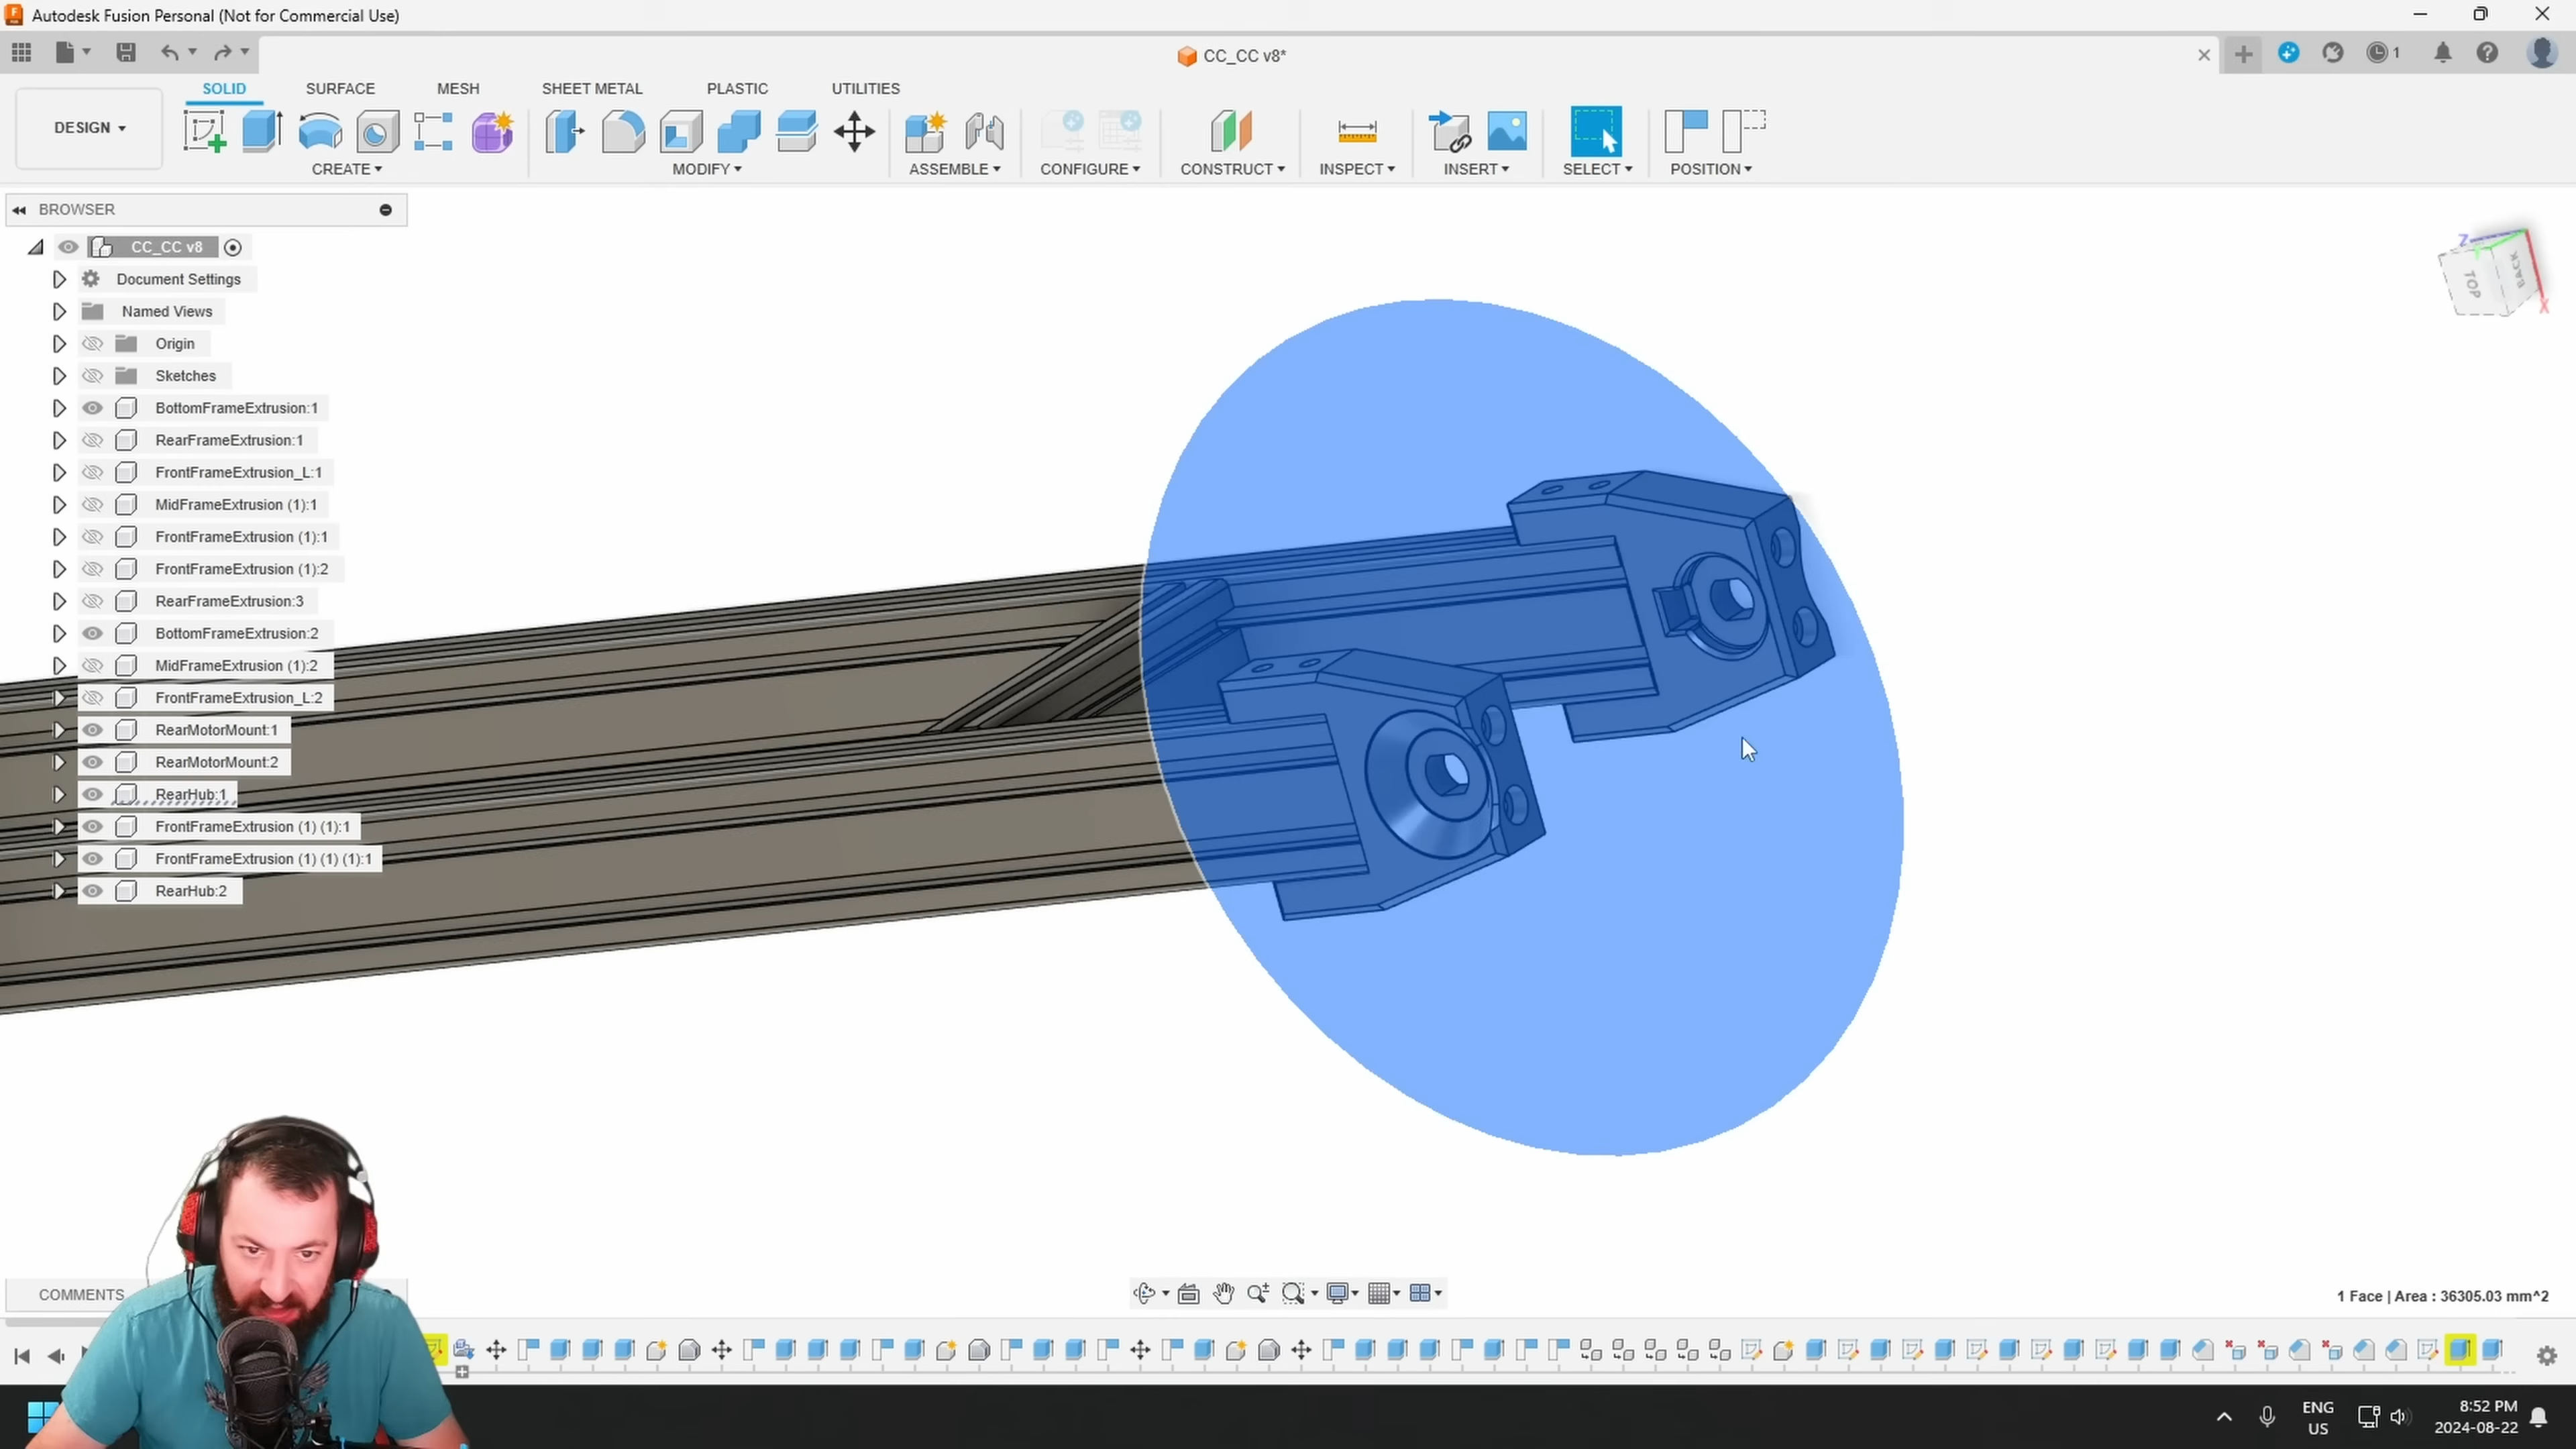 Autodesk Fusion Personal (Not for Commercial Use)
CC_CC v8*
1
SOLID SURFACE MESH SHEET METAL PLASTIC UTILITIES
DESIGN
CREATE MODIFY ASSEMBLE CONFIGURE CONSTRUCT INSPECT INSERT SELECT POSITION
BROWSER
CC_CC v8
Document Settings
Named Views
Origin
Sketches
BottomFrameExtrusion:1
RearFrameExtrusion:1
FrontFrameExtrusion_L:1
MidFrameExtrusion (1):1
FrontFrameExtrusion (1):1
FrontFrameExtrusion (1):2
RearFrameExtrusion:3
BottomFrameExtrusion:2
MidFrameExtrusion (1):2
FrontFrameExtrusion_L:2
RearMotorMount:1
RearMotorMount:2
RearHub:1
FrontFrameExtrusion (1) (1):1
FrontFrameExtrusion (1) (1) (1):1
RearHub:2
Z
TOP
BACK
X
COMMENTS
1 Face | Area : 36305.03 mm^2
ENG
US
8:52 PM
2024-08-22